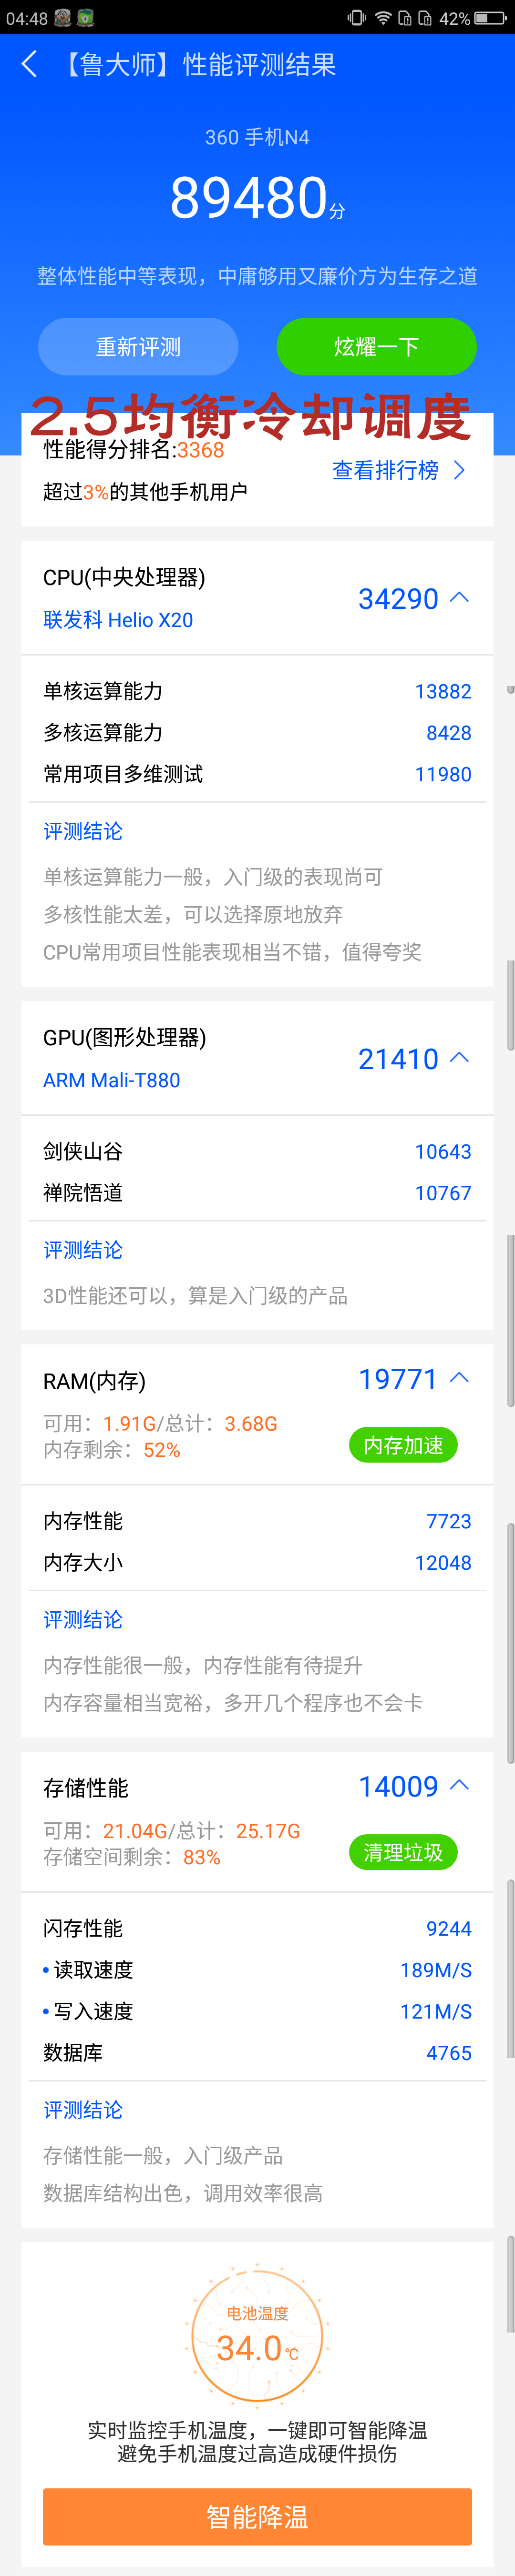 04:48 42%
【鲁大师】性能评测结果
360 手机N4
89480分
整体性能中等表现，中庸够用又廉价方为生存之道
重新评测 炫耀一下
2.5均衡冷却调度
性能得分排名:3368
查看排行榜
超过3%的其他手机用户
CPU(中央处理器)
34290
联发科 Helio X20
单核运算能力 13882
多核运算能力 8428
常用项目多维测试 11980
评测结论
单核运算能力一般，入门级的表现尚可
多核性能太差，可以选择原地放弃
CPU常用项目性能表现相当不错，值得夸奖
GPU(图形处理器)
21410
ARM Mali-T880
剑侠山谷 10643
禅院悟道 10767
评测结论
3D性能还可以，算是入门级的产品
RAM(内存) 19771
可用：1.91G/总计：3.68G
内存剩余：52%
内存加速
内存性能 7723
内存大小 12048
评测结论
内存性能很一般，内存性能有待提升
内存容量相当宽裕，多开几个程序也不会卡
存储性能 14009
可用：21.04G/总计：25.17G
存储空间剩余：83%
清理垃圾
闪存性能 9244
•读取速度 189M/S
•写入速度 121M/S
数据库 4765
评测结论
存储性能一般，入门级产品
数据库结构出色，调用效率很高
电池温度
34.0℃
实时监控手机温度，一键即可智能降温
避免手机温度过高造成硬件损伤
智能降温